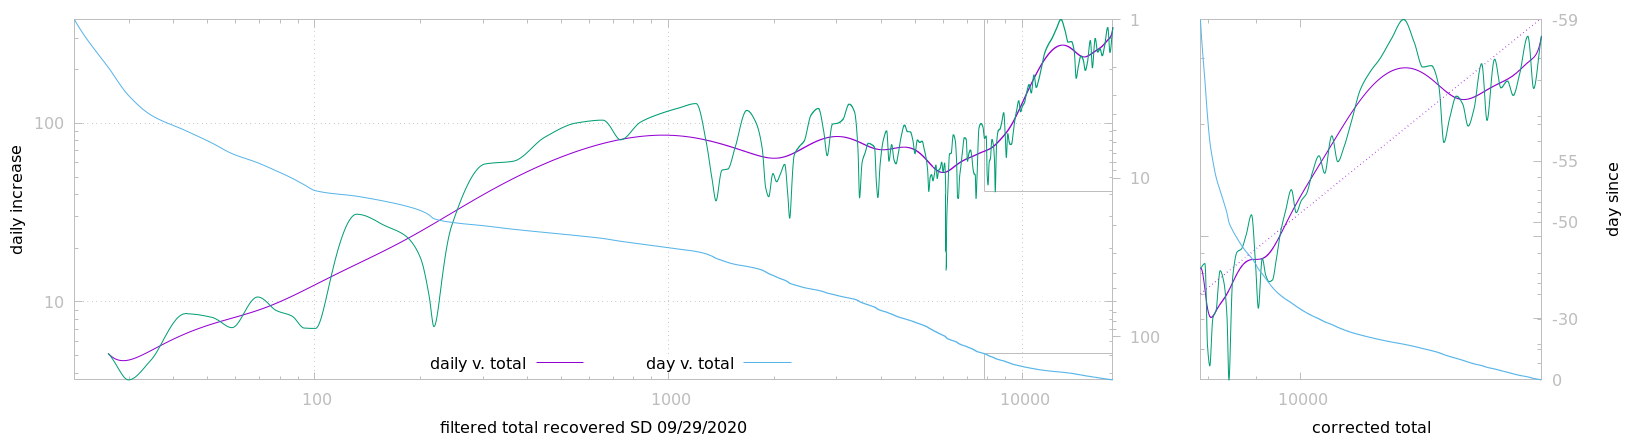 daily increase
100
10
daily v. total
day v. total
100
1000
10000
filtered total recovered SD 09/29/2020
1
10
100
10000
corrected total
-59
-55
-50
-30
0
day since